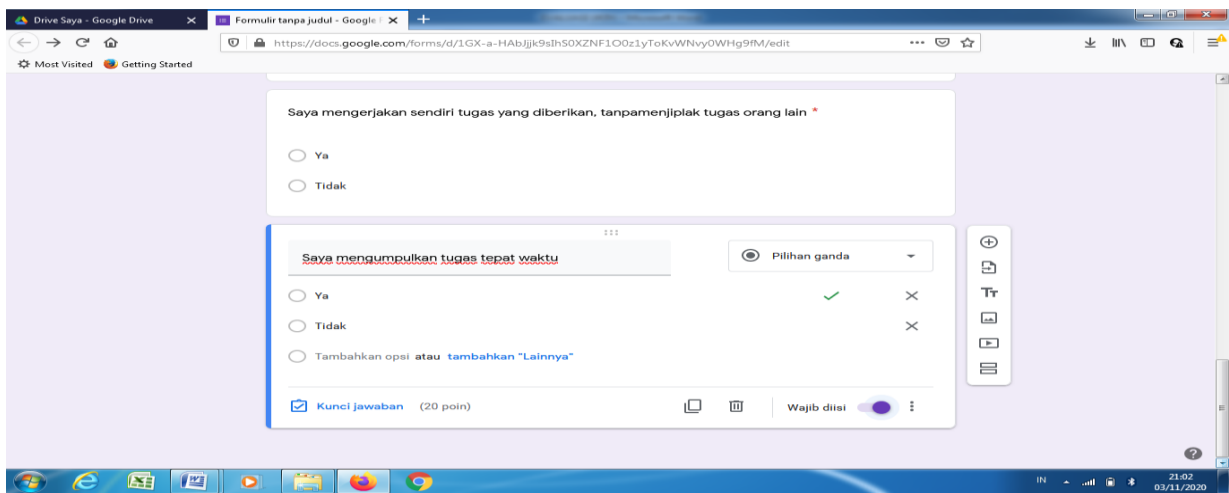 Drive Saya - Google Drive
Formulir tanpa judul - Google
https://docs.google.com/forms/d/1GX-a-HAbJjjk9sIhS0XZNF1O0z1yToKvWNvy0WHg9fM/edit
Most Visited Getting Started
Saya mengerjakan sendiri tugas yang diberikan, tanpamenjiplak tugas orang lain *
Ya
Tidak
Saya mengumpulkan tugas tepat waktu
Pilihan ganda
Ya
Tidak
Tambahkan opsi atau tambahkan "Lainnya"
Kunci jawaban (20 poin)
Wajib diisi
IN
21:02
03/11/2020